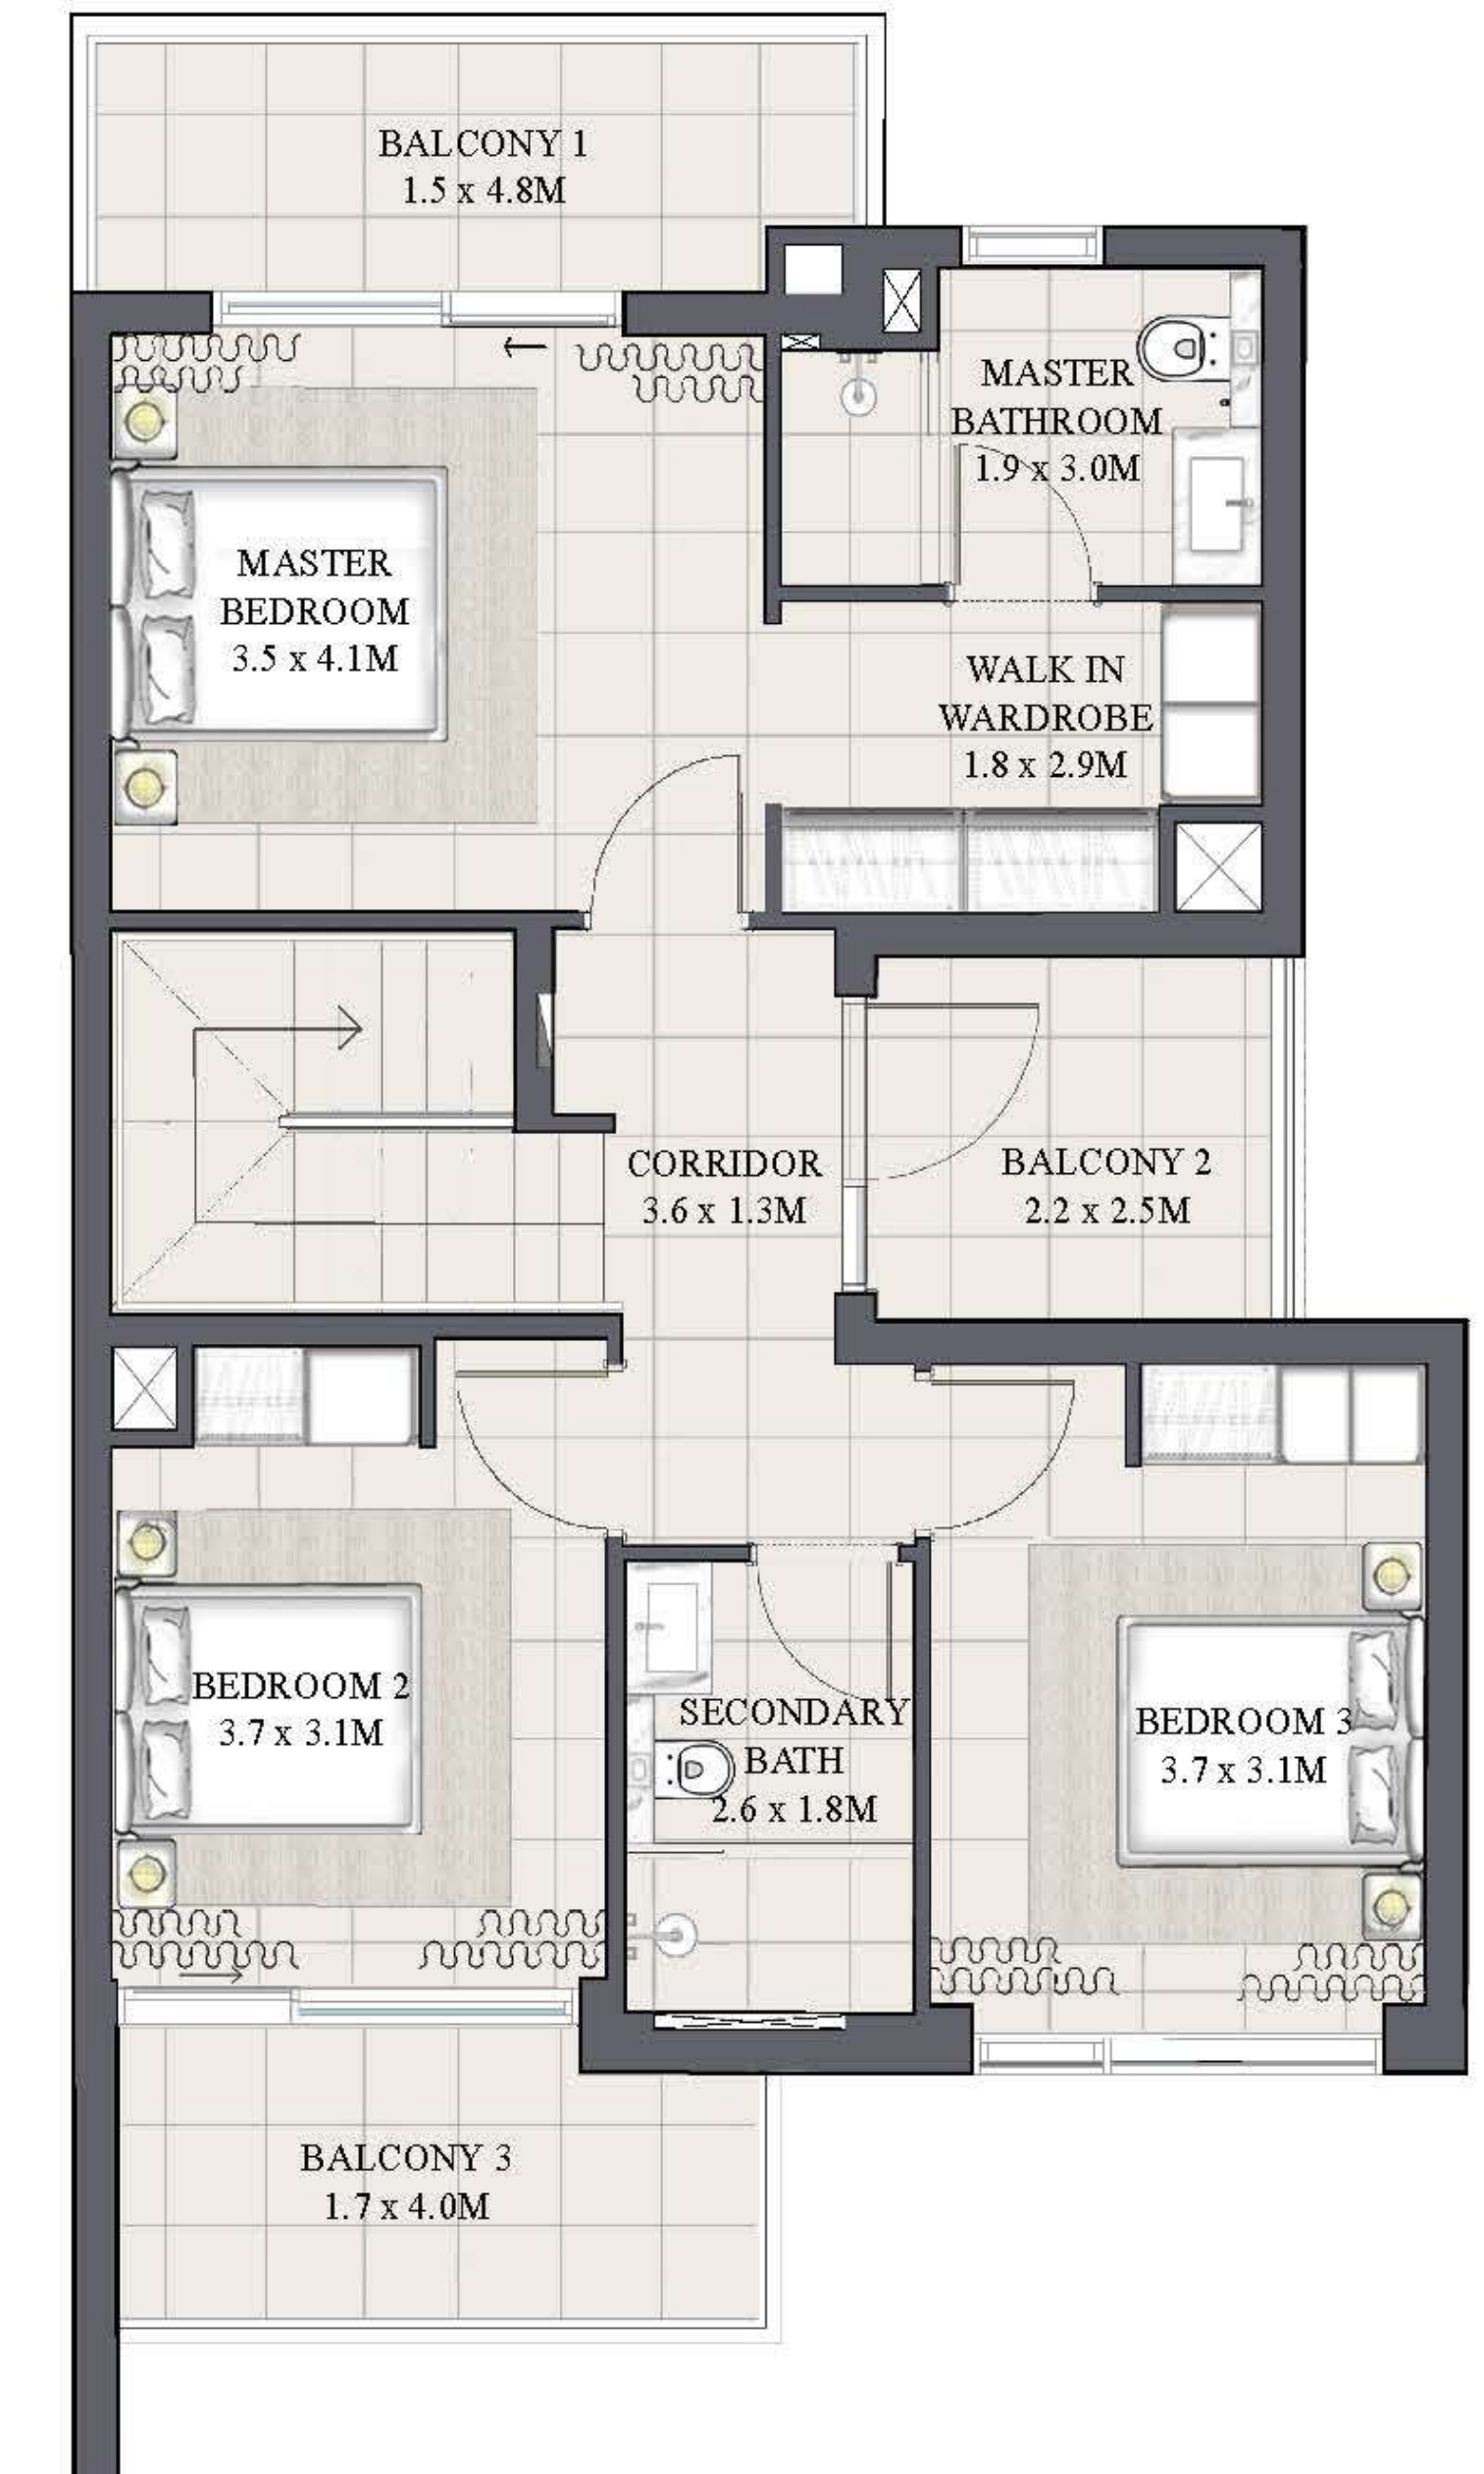 BALCONY 1
1.5 x 4.8M
MASTER
BATHROOM
1.9 x 3.0M
MASTER
BEDROOM
3.5 x 4.1M
WALK IN
WARDROBE
1.8 x 2.9M
CORRIDOR
3.6 x 1.3M
BALCONY 2
2.2 x 2.5M
BEDROOM 2
3.7 x 3.1M
SECONDARY
BATH
2.6 x 1.8M
BEDROOM 3
3.7 x 3.1M
BALCONY 3
1.7 x 4.0M